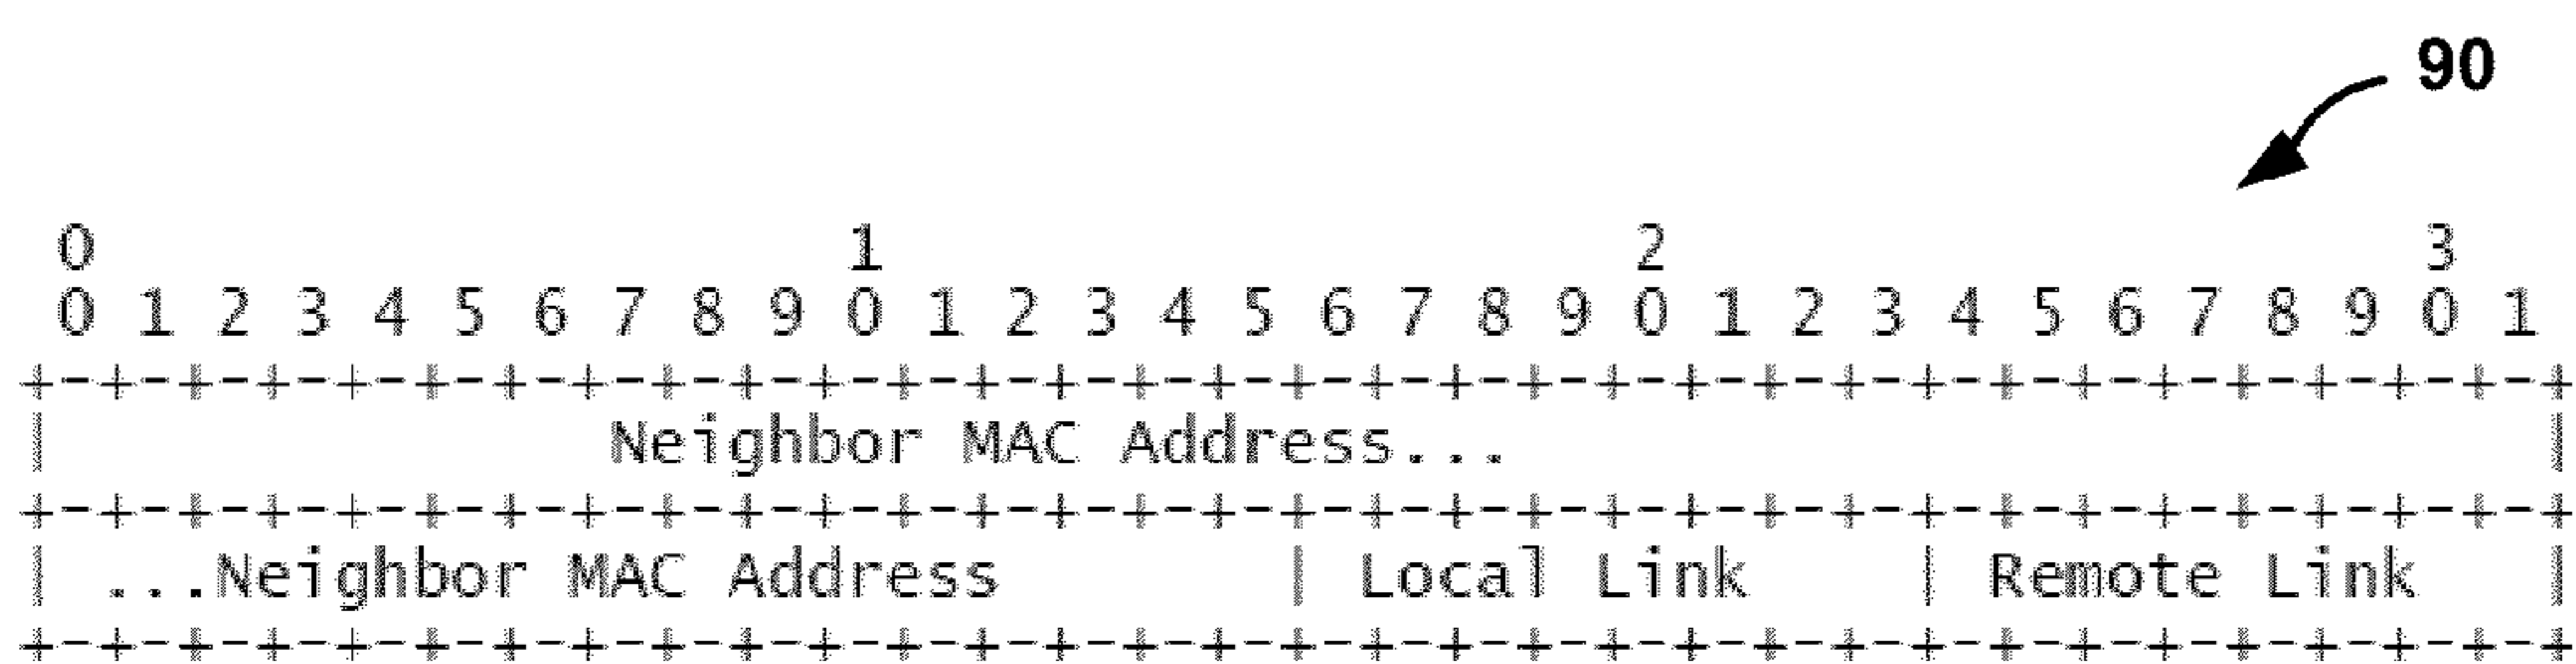 90
0 1 2 3
0 1 2 3 4 5 6 7 8 9 0 1 2 3 4 5 6 7 8 9 0 1 2 3 4 5 6 7 8 9 0 1
+-+-+-+-+-+-+-+-+-+-+-+-+-+-+-+-+-+-+-+-+-+-+-+-+-+-+-+-+-+-+-+-+
| Neighbor MAC Address... |
+-+-+-+-+-+-+-+-+-+-+-+-+-+-+-+-+-+-+-+-+-+-+-+-+-+-+-+-+-+-+-+-+
| ...Neighbor MAC Address | Local Link | Remote Link |
+-+-+-+-+-+-+-+-+-+-+-+-+-+-+-+-+-+-+-+-+-+-+-+-+-+-+-+-+-+-+-+-+